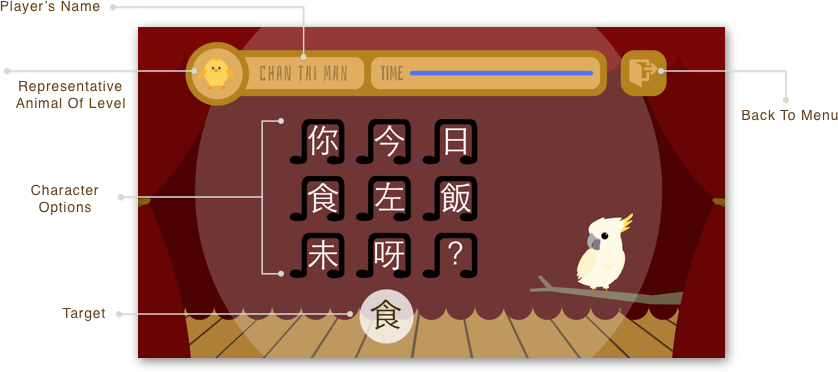 Player's Name
CHAN TAI MAN
TIME
Representative
Animal Of Level
Back To Menu
你 今 日
食 左 飯
未 呀 ?
Character
Options
Target
食